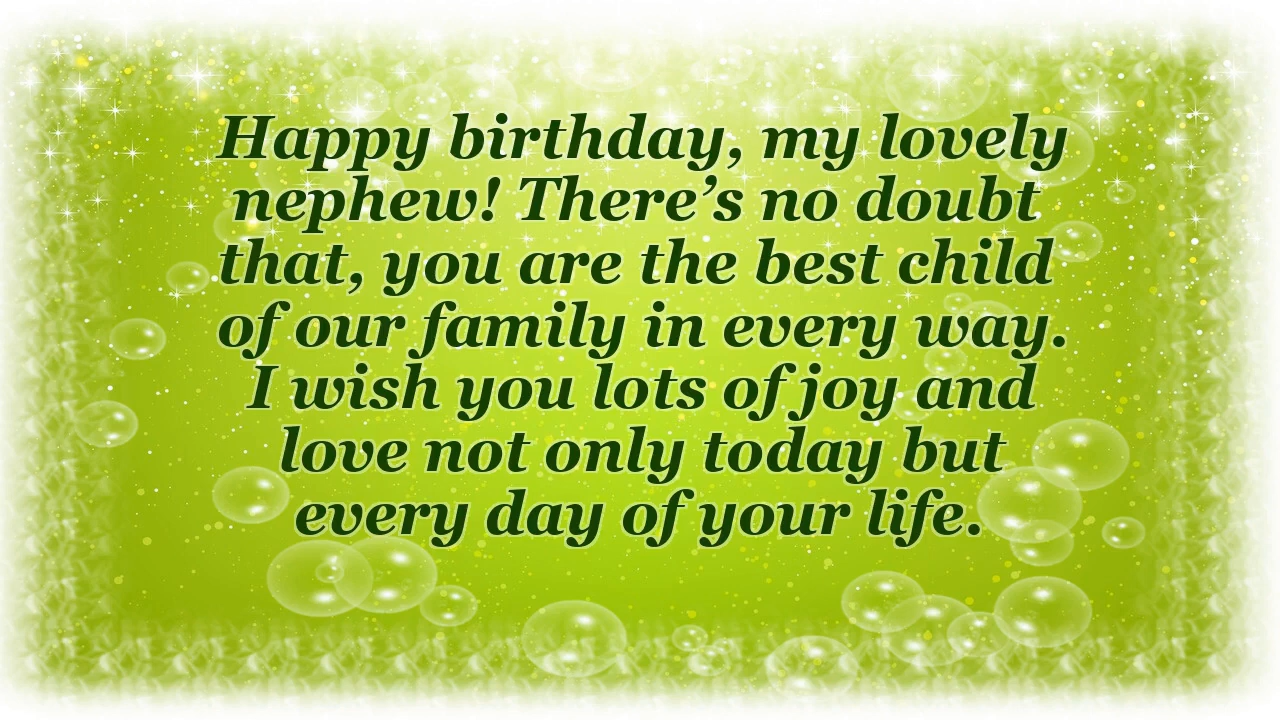 Happy birthday, my lovely
nephew! There’s no doubt
that, you are the best child
of our family in every way.
I wish you lots of joy and
love not only today but
every day of your life.